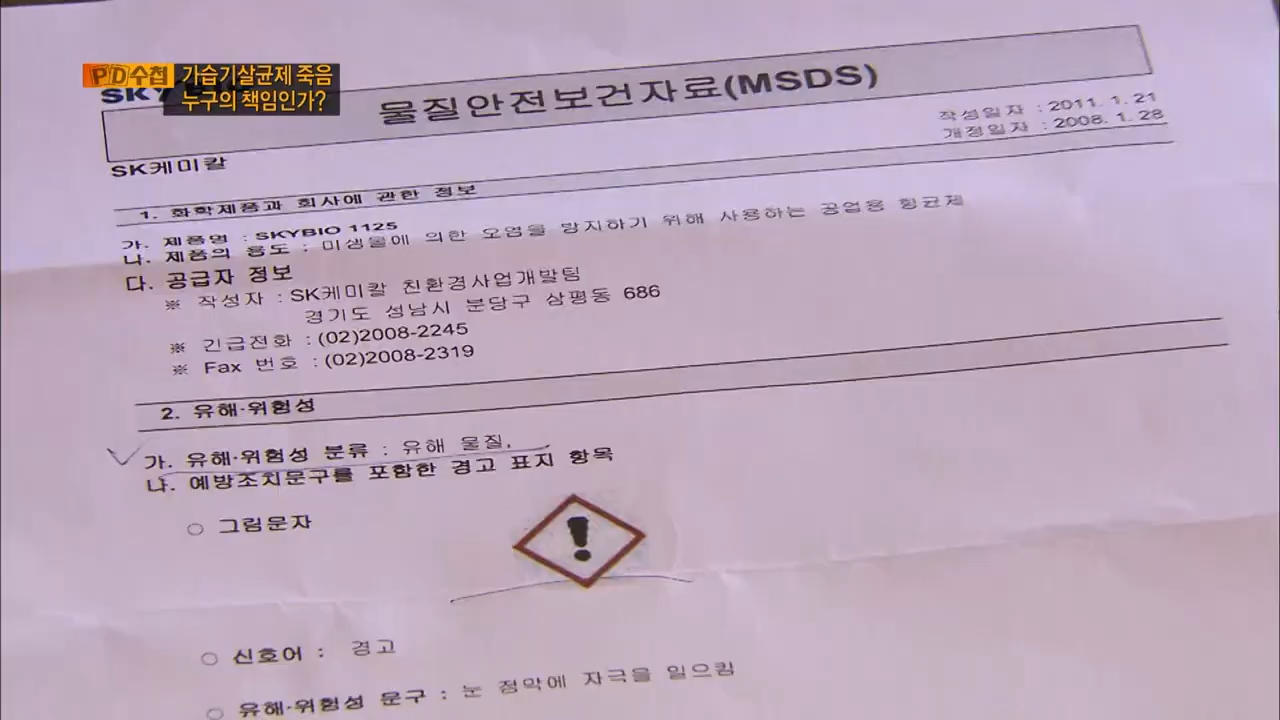 PD수첩 가습기살균제 죽음
누구의 책임인가?
물질안전보건자료(MSDS)
작성일자 : 2011. 1. 21
개정일자 : 2008. 1. 28
SK케미칼
1. 화학제품과 회사에 관한 정보
가. 제품명 : SKYBIO 1125
나. 제품의 용도 : 미생물에 의한 오염을 방지하기 위해 사용하는 공업용 항균제
다. 공급자 정보
※ 작성자 : SK케미칼 친환경사업개발팀
경기도 성남시 분당구 삼평동 686
※ 긴급전화 : (02)2008-2245
※ Fax 번호 : (02)2008-2319
2. 유해·위험성
가. 유해·위험성 분류 : 유해 물질,
나. 예방조치문구를 포함한 경고 표지 항목
○ 그림문자
○ 신호어 : 경고
○ 유해·위험성 문구 : 눈 점막에 자극을 일으킴